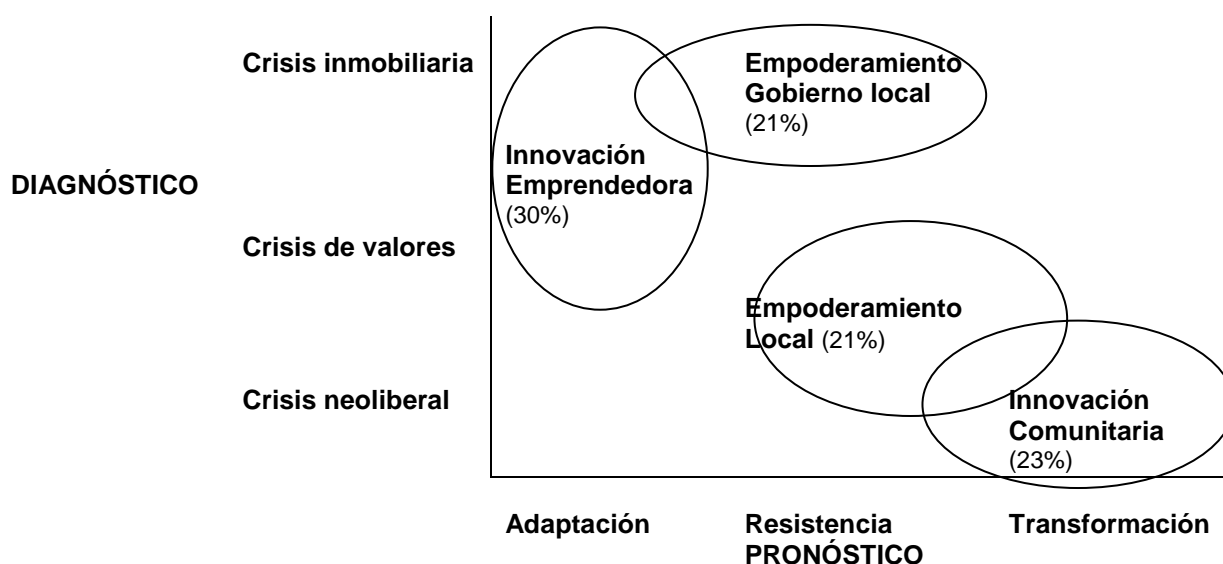 Crisis inmobiliaria
Empoderamiento
Gobierno local
(21%)
Innovación
Emprendedora
(30%)
DIAGNÓSTICO
Crisis de valores
Empoderamiento
Local (21%)
Crisis neoliberal
Innovación
Comunitaria
(23%)
Adaptación
Resistencia
PRONÓSTICO
Transformación